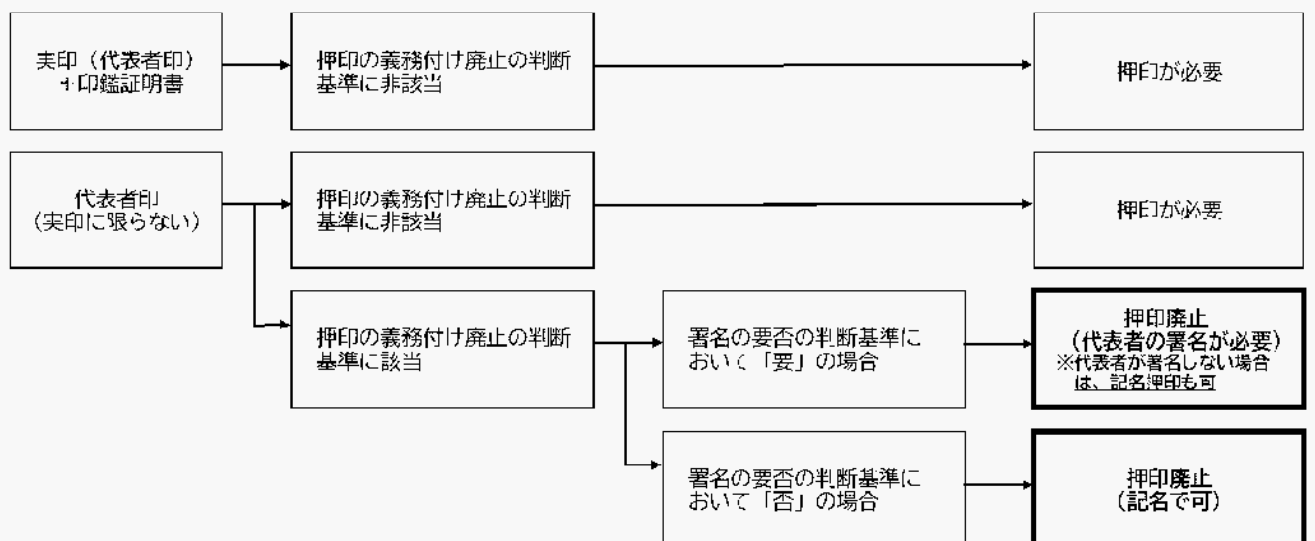 実印（代表者印）
＋印鑑証明書
押印の義務付け廃止の判断
基準に非該当
押印が必要
代表者印
（実印に限らない）
押印の義務付け廃止の判断
基準に非該当
押印が必要
押印の義務付け廃止の判断
基準に該当
署名の要否の判断基準に
おいて「要」の場合
押印廃止
（代表者の署名が必要）
※代表者が署名しない場合
は、記名押印も可
署名の要否の判断基準に
おいて「否」の場合
押印廃止
（記名で可）